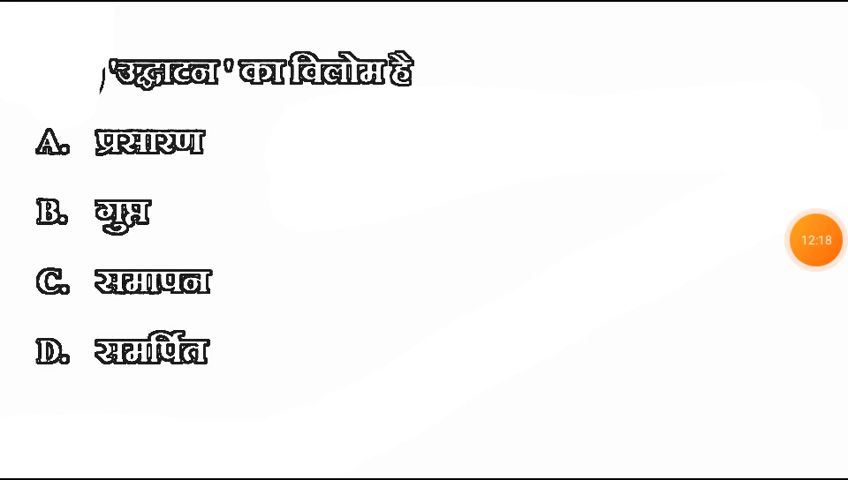 'उद्घाटन ' का विलोम है
A. प्रसारण
B. गुप्त
C. समापन
D. समर्पित
12:18